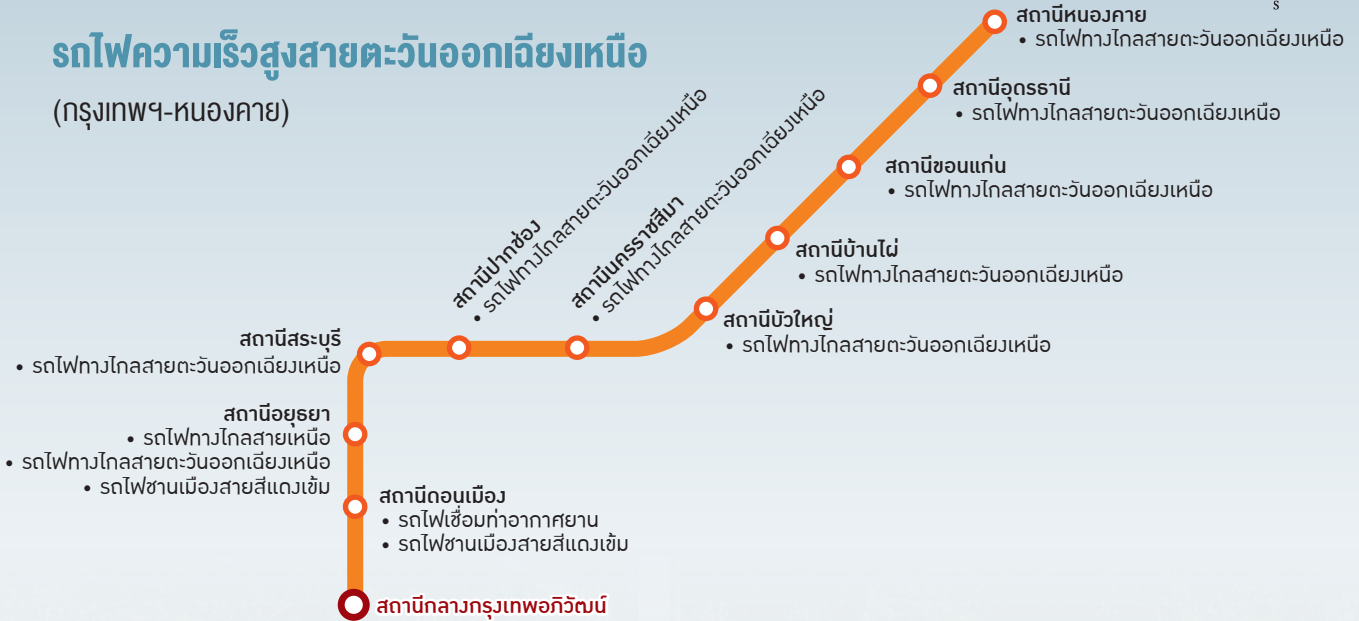 รถไฟความเร็วสูงสายตะวันออกเฉียงเหนือ
(กรุงเทพฯ-หนองคาย)
s
สถานีหนองคาย
• รถไฟทางไกลสายตะวันออกเฉียงเหนือ
สถานีอุดรธานี
• รถไฟทางไกลสายตะวันออกเฉียงเหนือ
สถานีขอนแก่น
• รถไฟทางไกลสายตะวันออกเฉียงเหนือ
สถานีบ้านไผ่
• รถไฟทางไกลสายตะวันออกเฉียงเหนือ
สถานีบัวใหญ่
• รถไฟทางไกลสายตะวันออกเฉียงเหนือ
สถานีนครราชสีมา
• รถไฟทางไกลสายตะวันออกเฉียงเหนือ
สถานีปากช่อง
• รถไฟทางไกลสายตะวันออกเฉียงเหนือ
สถานีสระบุรี
• รถไฟทางไกลสายตะวันออกเฉียงเหนือ
สถานีอยุธยา
• รถไฟทางไกลสายเหนือ
• รถไฟทางไกลสายตะวันออกเฉียงเหนือ
• รถไฟชานเมืองสายสีแดงเข้ม
สถานีดอนเมือง
• รถไฟเชื่อมท่าอากาศยาน
• รถไฟชานเมืองสายสีแดงเข้ม
สถานีกลางกรุงเทพอภิวัฒน์